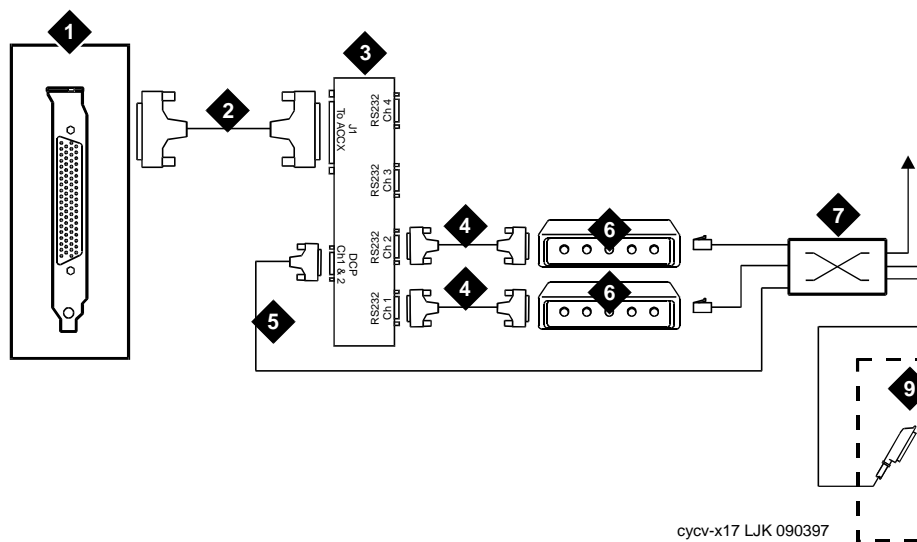 1
2
3
J1
To ACCX
RS232
Ch 4
RS232
Ch 3
RS232
Ch 2
DCP
Ch1 & 2
RS232
Ch 1
4
4
5
6
6
7
9
cycv-x17 LJK 090397